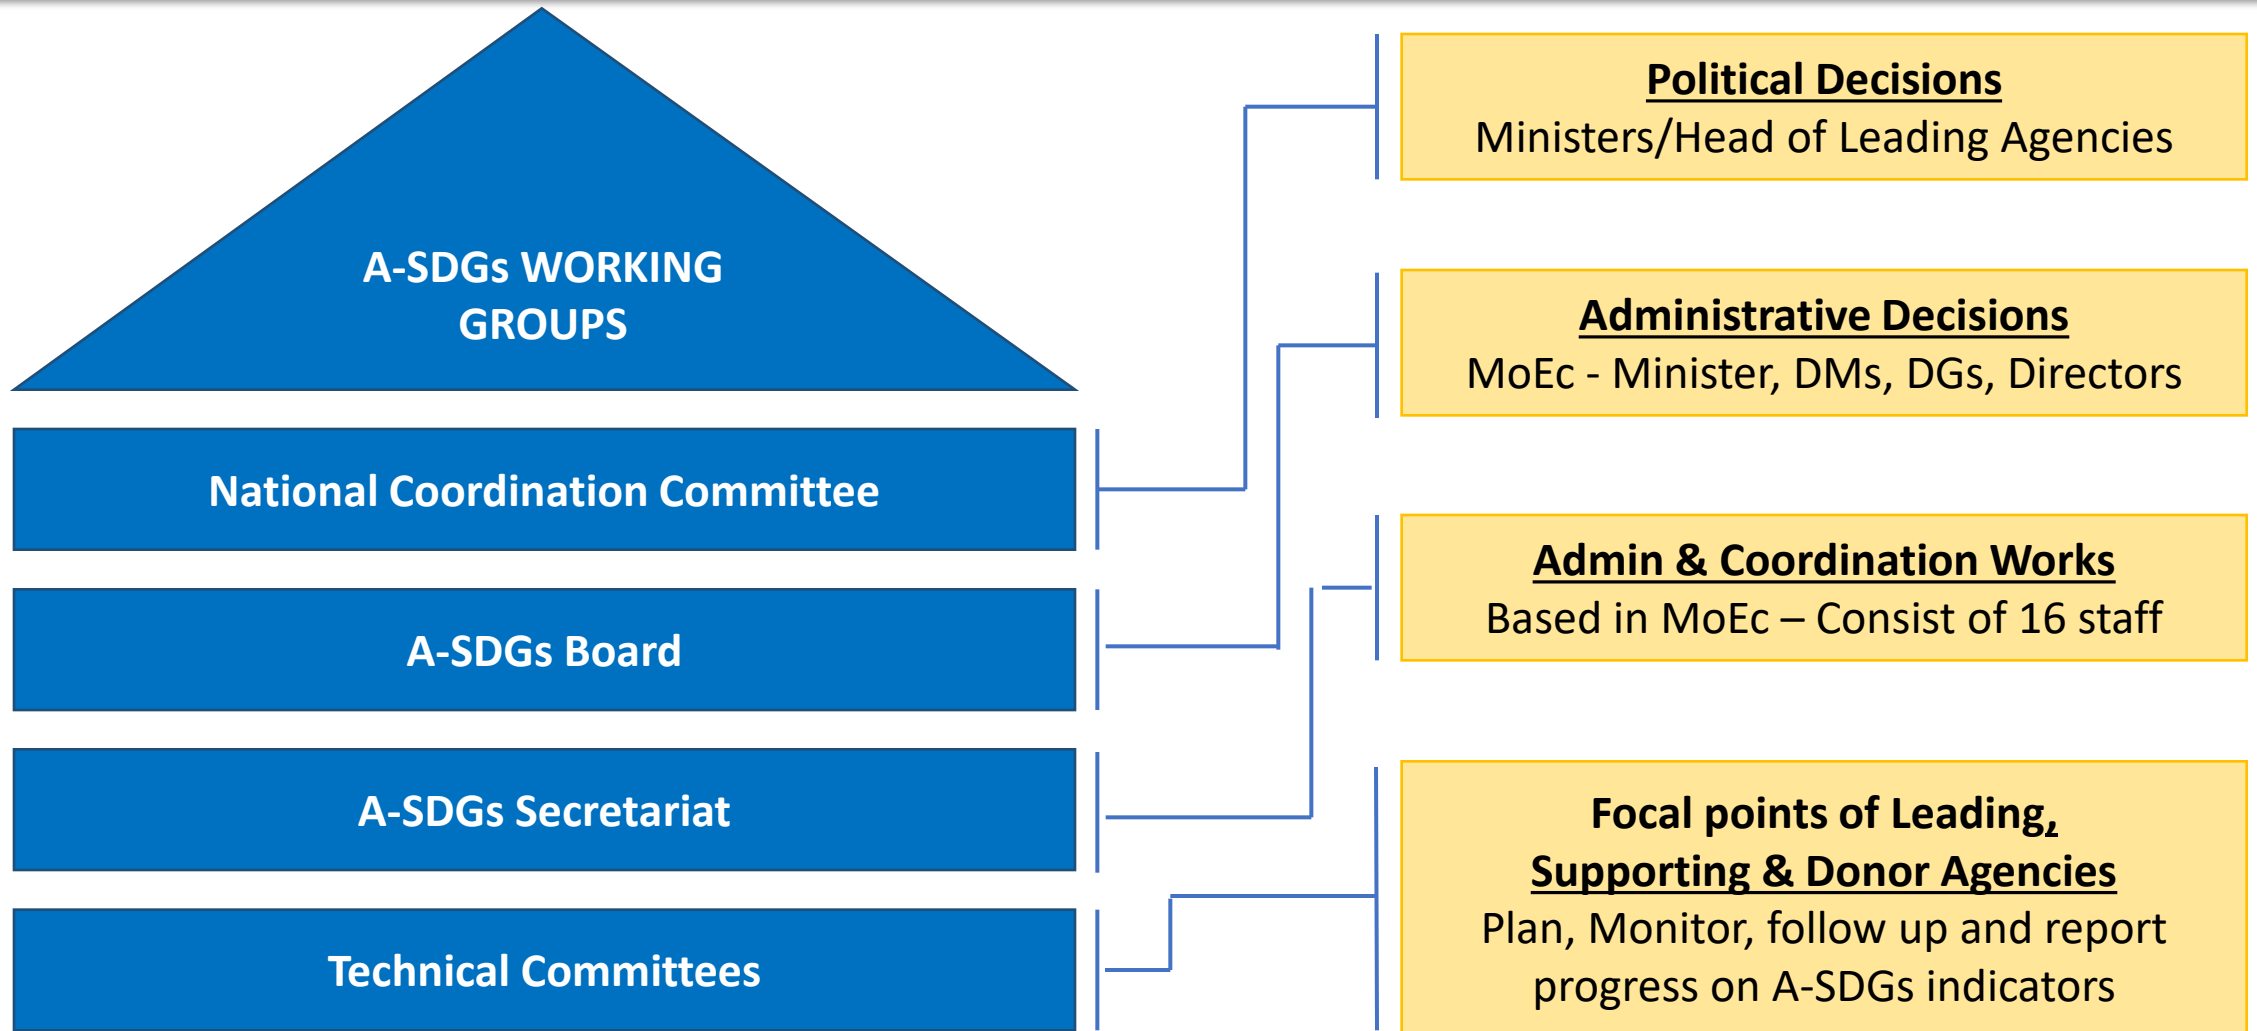 A-SDGs WORKING
GROUPS
National Coordination Committee
A-SDGs Board
A-SDGs Secretariat
Technical Committees
Political Decisions
Ministers/Head of Leading Agencies
Administrative Decisions
MoEc - Minister, DMs, DGs, Directors
Admin & Coordination Works
Based in MoEc – Consist of 16 staff
Focal points of Leading,
Supporting & Donor Agencies
Plan, Monitor, follow up and report
progress on A-SDGs indicators